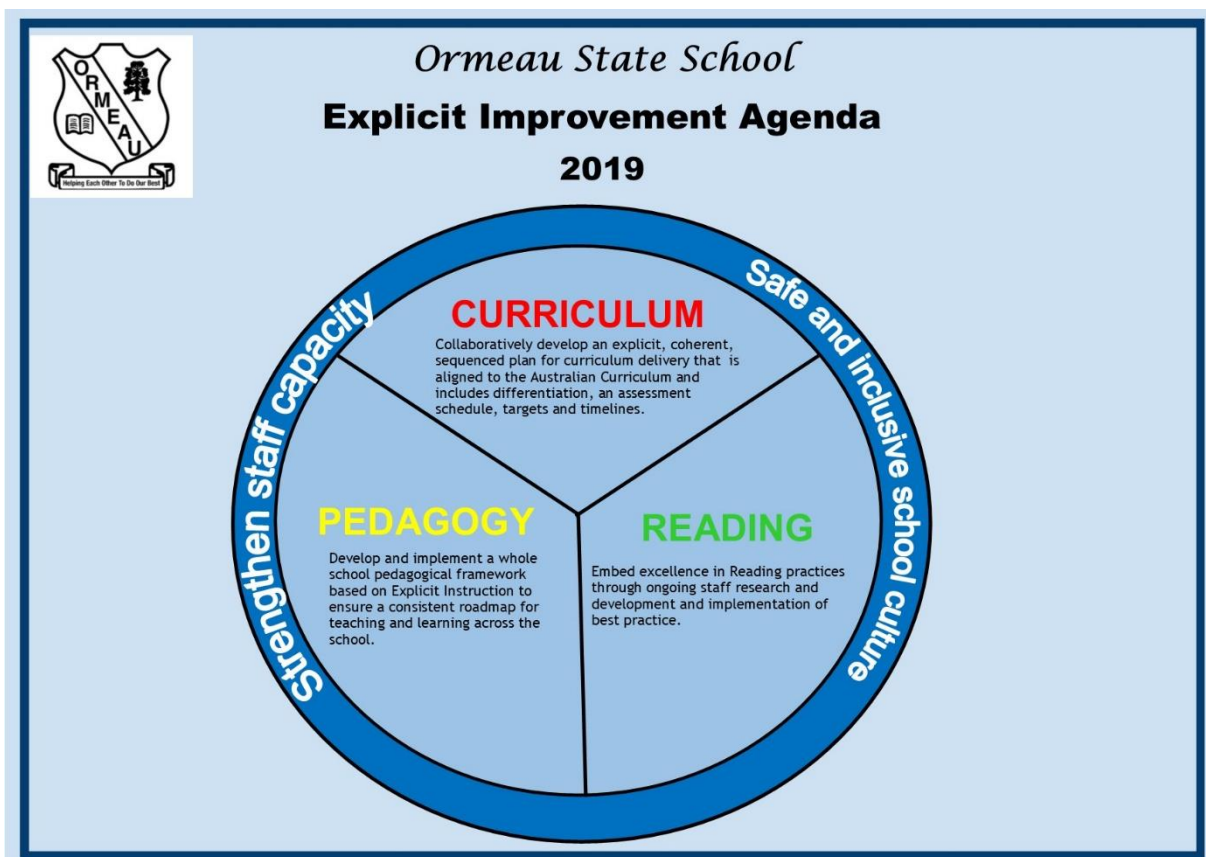 ORMEAU
Helping Each Other To Do Our Best
Ormeau State School
Explicit Improvement Agenda
2019
Strengthen staff capacity
Safe and inclusive school culture
CURRICULUM
Collaboratively develop an explicit, coherent,
sequenced plan for curriculum delivery that is
aligned to the Australian Curriculum and
includes differentiation, an assessment
schedule, targets and timelines.
PEDAGOGY
Develop and implement a whole
school pedagogical framework
based on Explicit Instruction to
ensure a consistent roadmap for
teaching and learning across the
school.
READING
Embed excellence in Reading practices
through ongoing staff research and
development and implementation of
best practice.